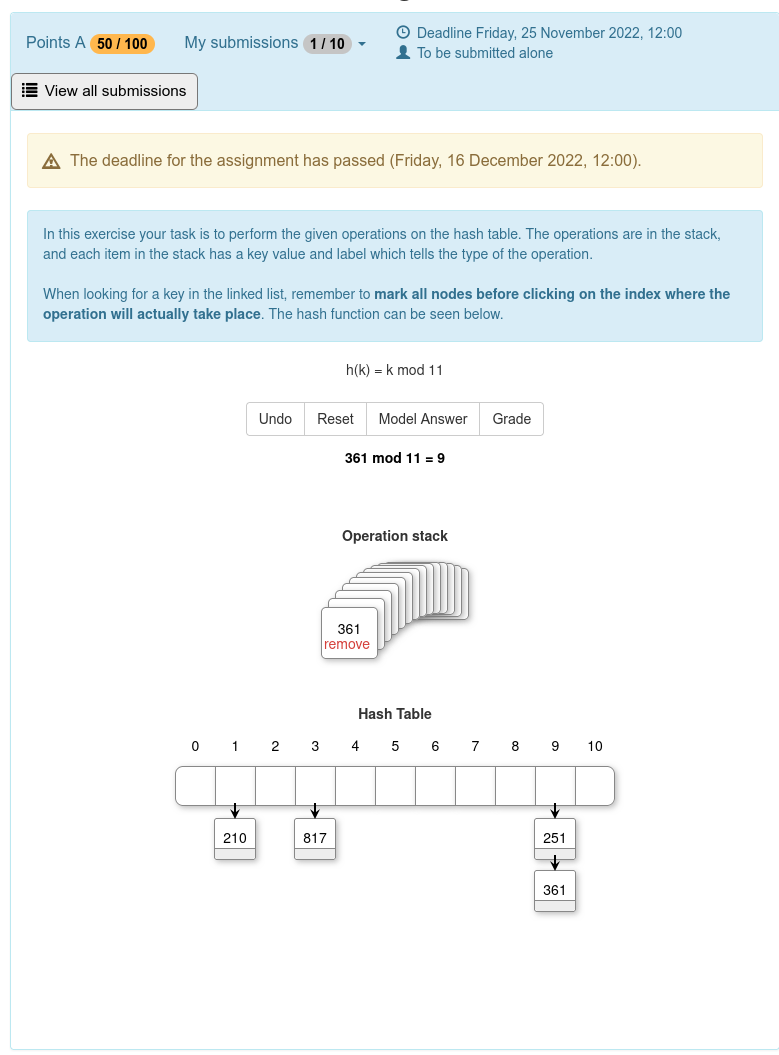 Points A 50 / 100 My submissions 1 / 10
Deadline Friday, 25 November 2022, 12:00
To be submitted alone
View all submissions
The deadline for the assignment has passed (Friday, 16 December 2022, 12:00).
In this exercise your task is to perform the given operations on the hash table. The operations are in the stack,
and each item in the stack has a key value and label which tells the type of the operation.
When looking for a key in the linked list, remember to mark all nodes before clicking on the index where the
operation will actually take place. The hash function can be seen below.
h(k) = k mod 11
Undo Reset Model Answer Grade
361 mod 11 = 9
Operation stack
361
remove
Hash Table
0 1 2 3 4 5 6 7 8 9 10
210 817 251
361